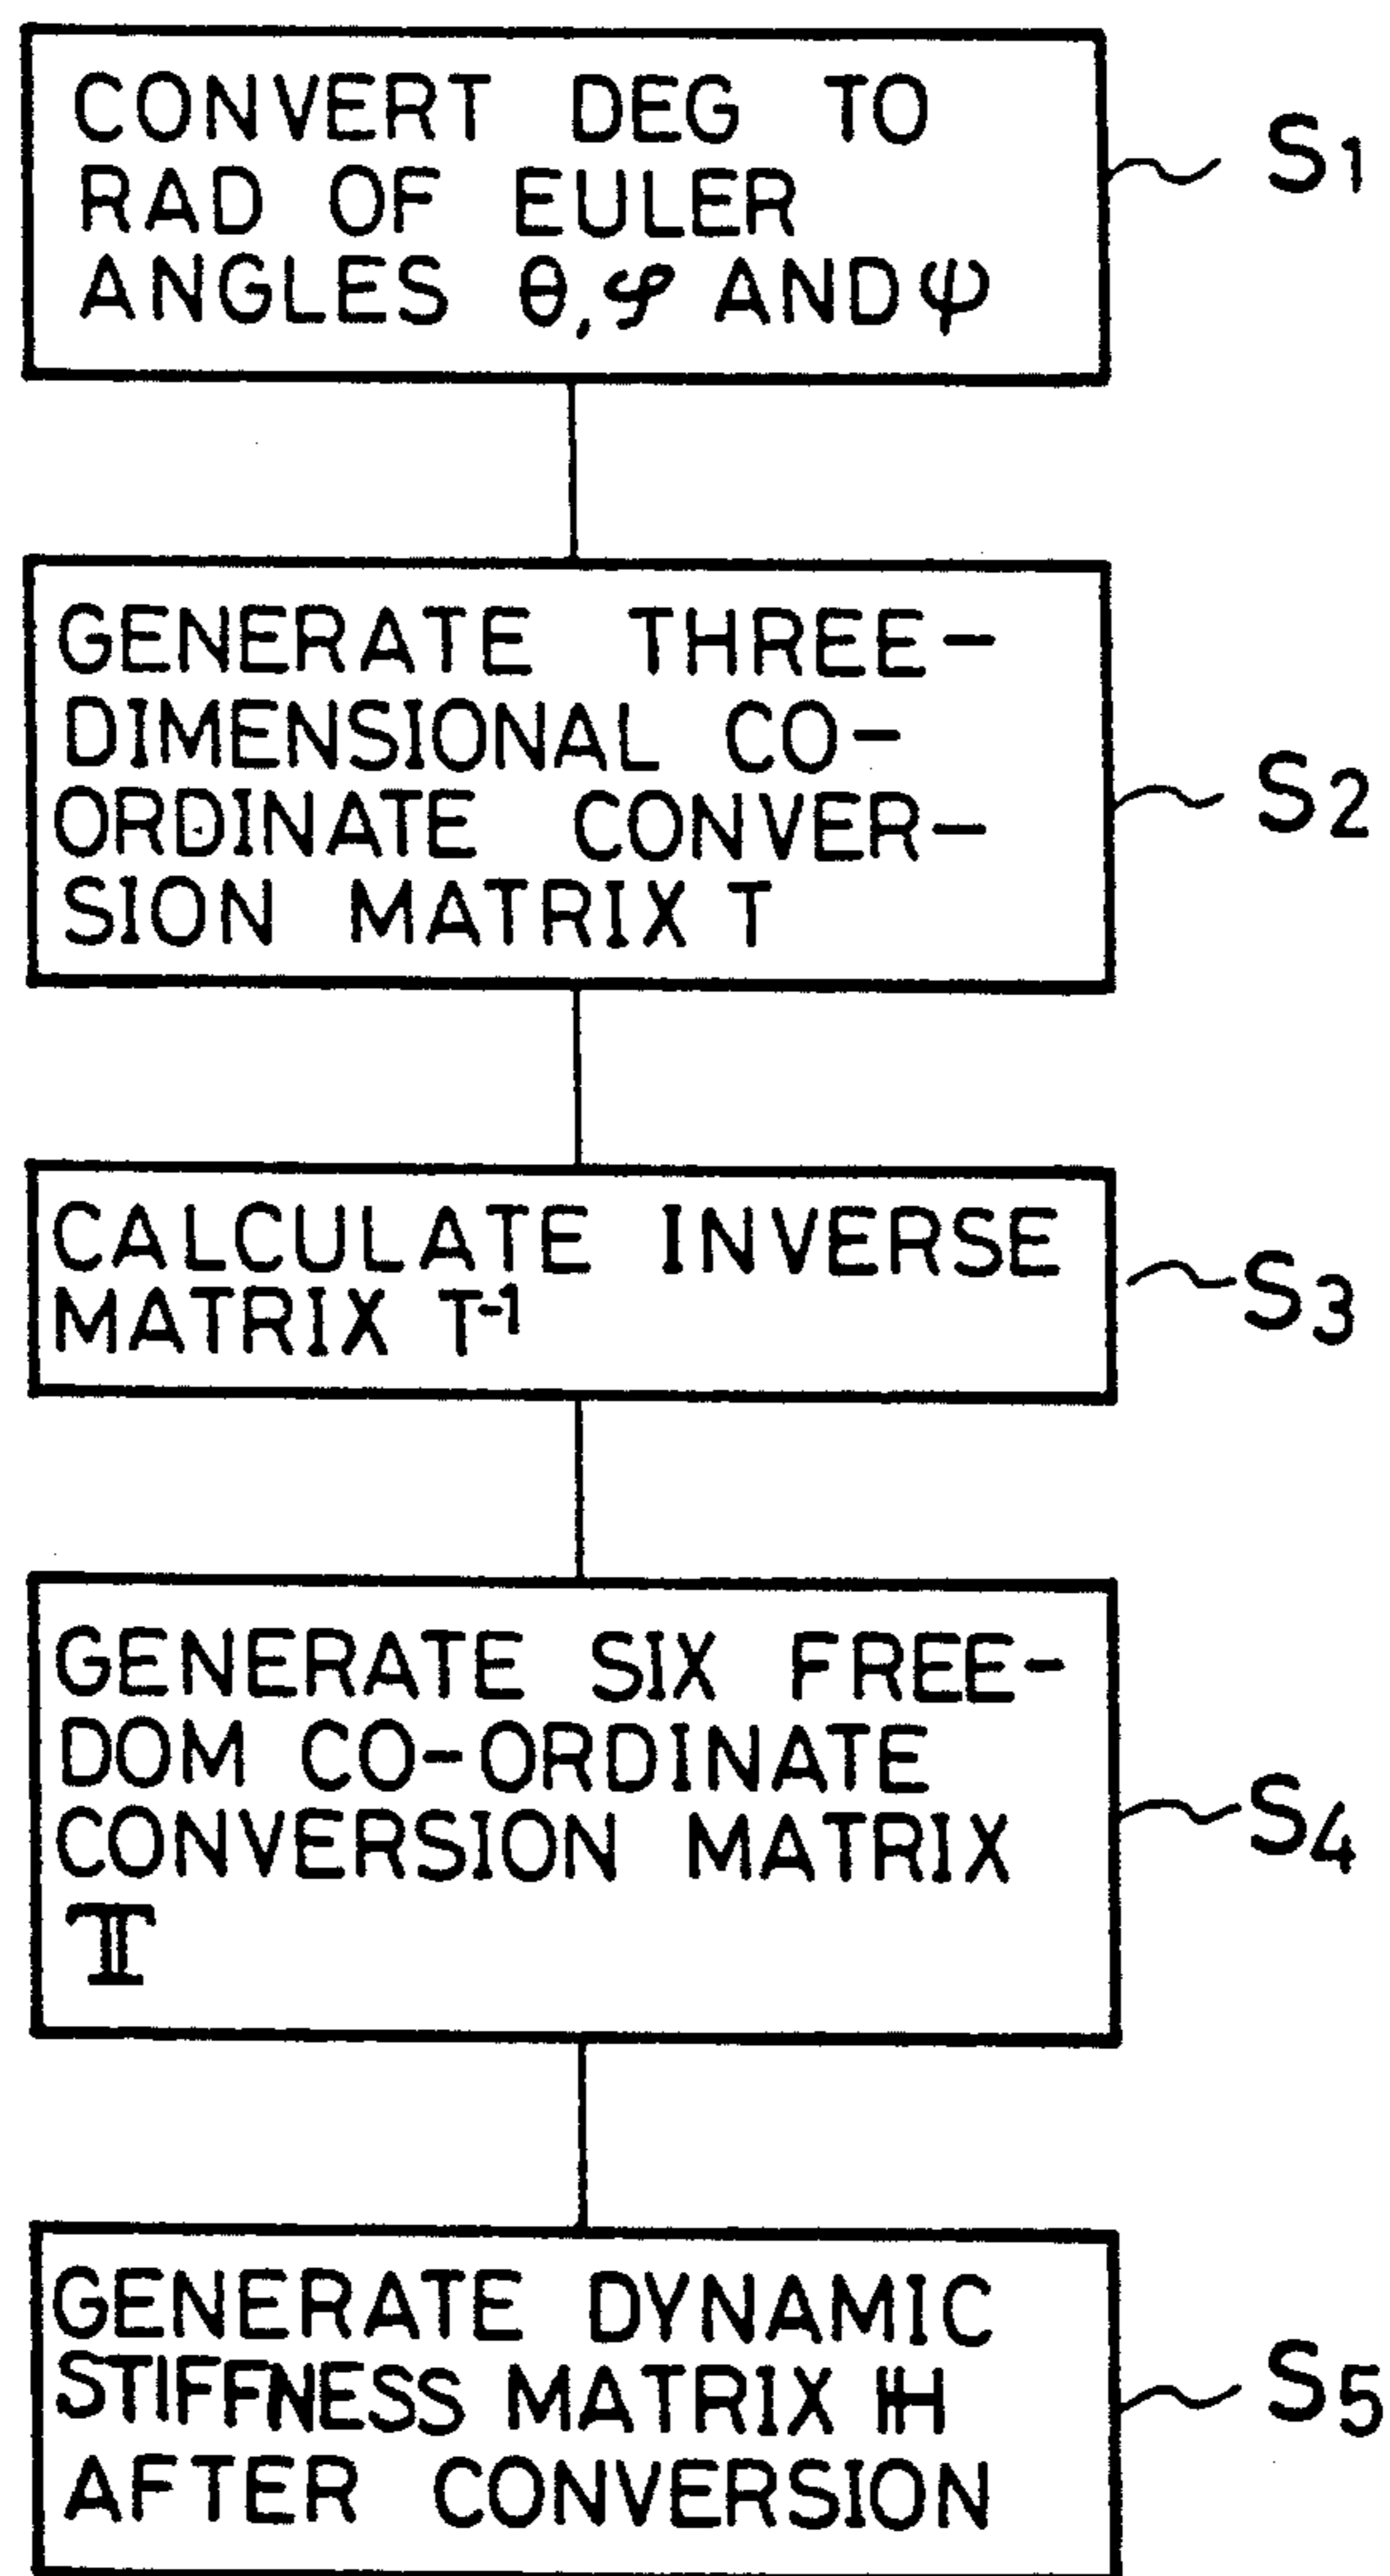 CONVERT DEG TO
RAD OF EULER
ANGLES θ,φ AND ψ
S1
GENERATE THREE-
DIMENSIONAL CO-
ORDINATE CONVER-
SION MATRIX T
S2
CALCULATE INVERSE
MATRIX T⁻¹
S3
GENERATE SIX FREE-
DOM CO-ORDINATE
CONVERSION MATRIX
𝕋
S4
GENERATE DYNAMIC
STIFFNESS MATRIX ℍ
AFTER CONVERSION
S5